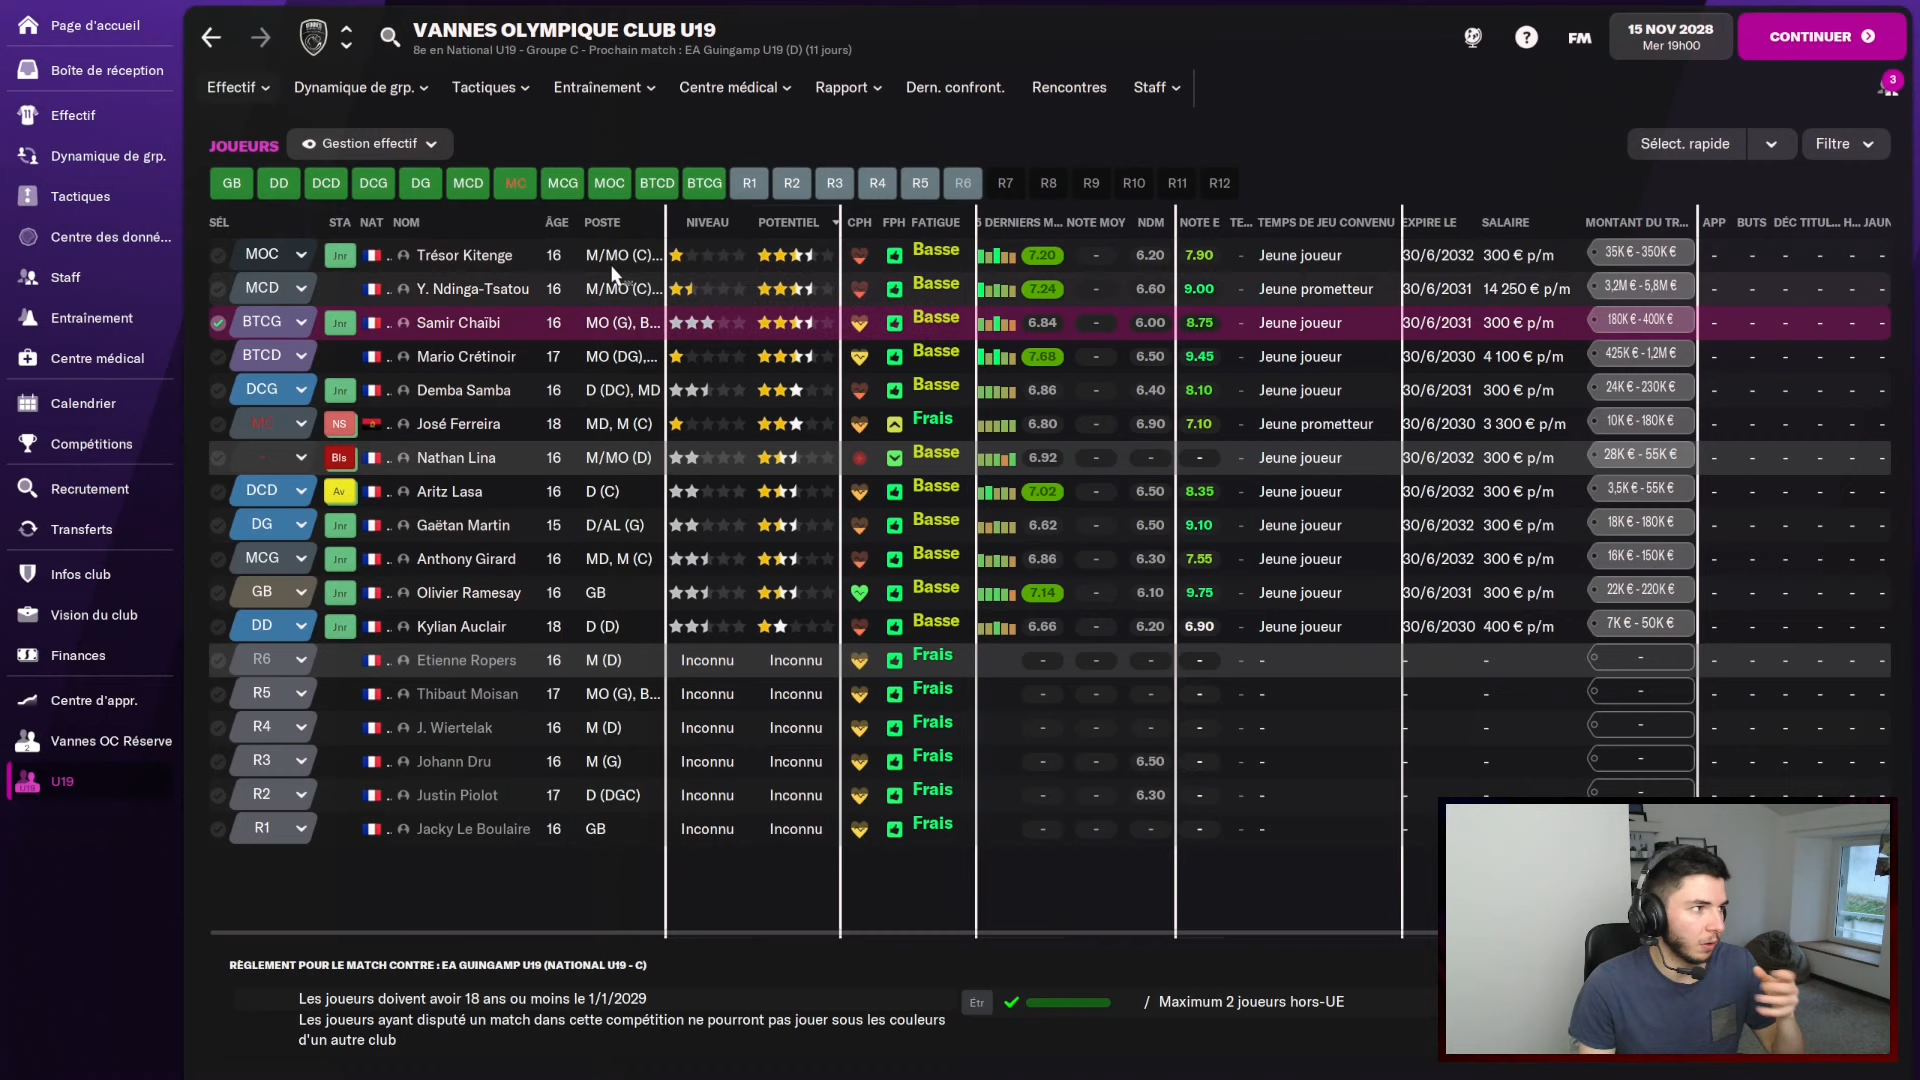 Page d'accueil
Boîte de réception
Effectif
Dynamique de grp.
Tactiques
Centre des donné...
Staff
Entraînement
Centre médical
Calendrier
Compétitions
Recrutement
Transferts
Infos club
Vision du club
Finances
Centre d'appr.
Vannes OC Réserve
U19
VANNES OLYMPIQUE CLUB U19
8e en National U19 - Groupe C - Prochain match : EA Guingamp U19 (D) (11 jours)
FM
15 NOV 2028
Mer 19h00
CONTINUER
3
Effectif Dynamique de grp. Tactiques Entraînement Centre médical Rapport Dern. confront. Rencontres Staff
JOUEURS Gestion effectif Sélect. rapide Filtre
GB DD DCD DCG DG MCD MC MCG MOC BTCD BTCG R1 R2 R3 R4 R5 R6 R7 R8 R9 R10 R11 R12
SÉL STA NAT NOM ÂGE POSTE NIVEAU POTENTIEL CPH FPH FATIGUE 5 DERNIERS M... NOTE MOY NDM NOTE E TE... TEMPS DE JEU CONVENU EXPIRE LE SALAIRE MONTANT DU TR... APP BUTS DÉC TITUL... H... JAUN
MOC Jnr Trésor Kitenge 16 M/MO (C)... Basse 7.20 - 6.20 7.90 - Jeune joueur 30/6/2032 300 € p/m 35K € - 350K € - - - - - -
MCD Y. Ndinga-Tsatou 16 M/MO (C)... Basse 7.24 - 6.60 9.00 - Jeune prometteur 30/6/2031 14 250 € p/m 3,2M € - 5,8M € - - - - - -
BTCG Jnr Samir Chaïbi 16 MO (G), B... Basse 6.84 - 6.00 8.75 - Jeune joueur 30/6/2031 300 € p/m 180K € - 400K € - - - - - -
BTCD Mario Crétinoir 17 MO (DG),... Basse 7.68 - 6.50 9.45 - Jeune joueur 30/6/2030 4 100 € p/m 425K € - 1,2M € - - - - - -
DCG Jnr Demba Samba 16 D (DC), MD Basse 6.86 - 6.40 8.10 - Jeune joueur 30/6/2031 300 € p/m 24K € - 230K € - - - - - -
MC NS José Ferreira 18 MD, M (C) Frais 6.80 - 6.90 7.10 - Jeune prometteur 30/6/2032 3 300 € p/m 10K € - 180K € - - - - - -
- Bls Nathan Lina 16 M/MO (D) Basse 6.92 - - - - Jeune joueur 30/6/2032 300 € p/m 28K € - 55K € - - - - - -
DCD Av Aritz Lasa 16 D (C) Basse 7.02 - 6.50 8.35 - Jeune joueur 30/6/2032 300 € p/m 3,5K € - 55K € - - - - - -
DG Jnr Gaëtan Martin 15 D/AL (G) Basse 6.62 - 6.50 9.10 - Jeune joueur 30/6/2032 300 € p/m 18K € - 180K € - - - - - -
MCG Jnr Anthony Girard 16 MD, M (C) Basse 6.86 - 6.30 7.55 - Jeune joueur 30/6/2032 300 € p/m 16K € - 150K € - - - - - -
GB Jnr Olivier Ramesay 16 GB Basse 7.14 - 6.10 9.75 - Jeune joueur 30/6/2031 300 € p/m 22K € - 220K € - - - - - -
DD Jnr Kylian Auclair 18 D (D) Basse 6.66 - 6.20 6.90 - Jeune joueur 30/6/2030 400 € p/m 7K € - 50K € - - - - - -
R6 Etienne Ropers 16 M (D) Inconnu Inconnu Frais - - - - - - - - - - - - - - -
R5 Thibaut Moisan 17 MO (G), B... Inconnu Inconnu Frais - - - - - - - - - - - - - - -
R4 J. Wiertelak 16 M (D) Inconnu Inconnu Frais - - - - - - - - - - - - - - -
R3 Johann Dru 16 M (G) Inconnu Inconnu Frais - - 6.50 - - - - - - - - - - - -
R2 Justin Piolot 17 D (DGC) Inconnu Inconnu Frais - - 6.30 - - - - - - - - - - - -
R1 Jacky Le Boulaire 16 GB Inconnu Inconnu Frais - - - - - - -
RÈGLEMENT POUR LE MATCH CONTRE : EA GUINGAMP U19 (NATIONAL U19 - C)
Les joueurs doivent avoir 18 ans ou moins le 1/1/2029
Les joueurs ayant disputé un match dans cette compétition ne pourront pas jouer sous les couleurs
d'un autre club
Etr / Maximum 2 joueurs hors-UE